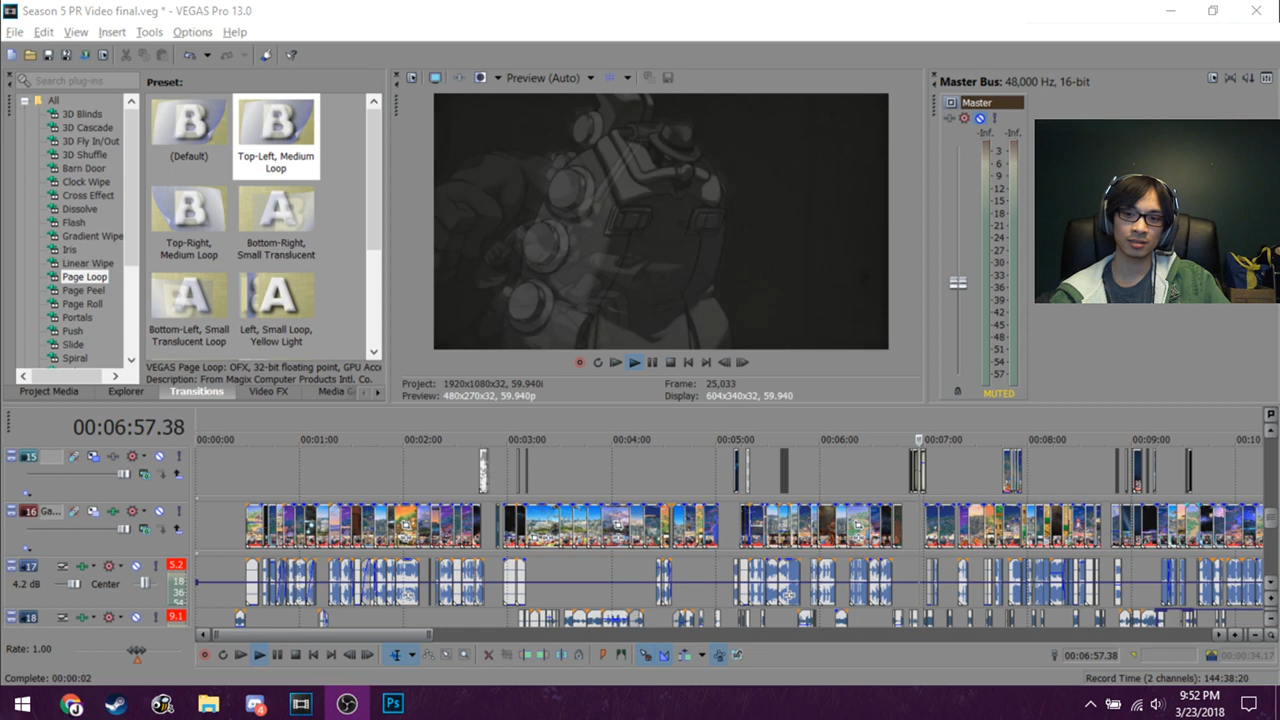 Season 5 PR Video final.veg * - VEGAS Pro 13.0
File Edit View Insert Tools Options Help
Search plug-ins
Preset:
Preview (Auto)
Master Bus: 48,000 Hz, 16-bit
All
3D Blinds
3D Cascade
3D Fly In/Out
3D Shuffle
Barn Door
Clock Wipe
Cross Effect
Dissolve
Flash
Gradient Wipe
Iris
Linear Wipe
Page Loop
Page Peel
Page Roll
Portals
Push
Slide
Spiral
(Default)
Top-Left, Medium
Loop
Top-Right,
Medium Loop
Bottom-Right,
Small Translucent
Bottom-Left, Small
Translucent Loop
Left, Small Loop,
Yellow Light
VEGAS Page Loop: OFX, 32-bit floating point, GPU Acce
Description: From Magix Computer Products Intl. Co.
Project Media Explorer Transitions Video FX Media G
Project: 1920x1080x32, 59.940i
Preview: 480x270x32, 59.940p
Frame: 25,033
Display: 604x340x32, 59.940
Master
-Inf. -Inf.
3
6
9
12
15
18
21
24
27
30
33
36
39
42
45
48
51
54
57
MUTED
00:06:57.38
00:00:00 00:01:00 00:02:00 00:03:00 00:04:00 00:05:00 00:06:00 00:07:00 00:08:00 00:09:00 00:10
15
16 Ga...
17 5.2
4.2 dB Center
18
36
54
18 9.1
Rate: 1.00
00:06:57.38
00:00:34.17
Complete: 00:00:02
Record Time (2 channels): 144:38:20
4
Ps
9:52 PM
3/23/2018